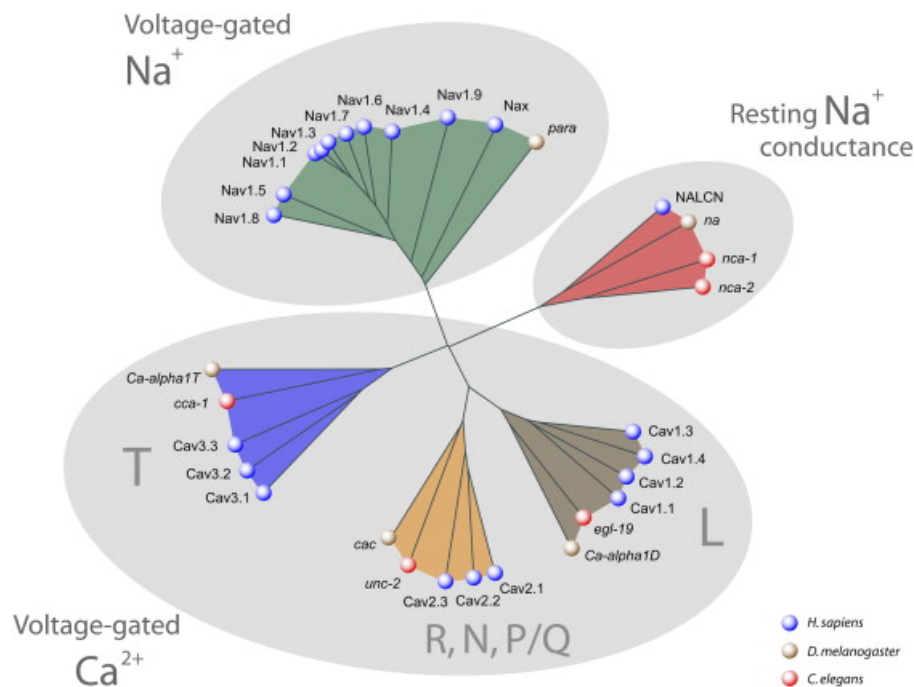 Voltage-gated
Na⁺
Nav1.6
Nav1.7
Nav1.3
Nav1.2
Nav1.1
Nav1.5
Nav1.8
Nav1.4
Nav1.9
Nax
para
Resting Na⁺
conductance
NALCN
na
nca-1
nca-2
Ca-alpha1T
cca-1
Cav3.3
Cav3.2
Cav3.1
T
cac
unc-2
Cav2.3
Cav2.2
Cav2.1
R, N, P/Q
Cav1.3
Cav1.4
Cav1.2
Cav1.1
egl-19
Ca-alpha1D
L
Voltage-gated
Ca²⁺
H. sapiens
D. melanogaster
C. elegans